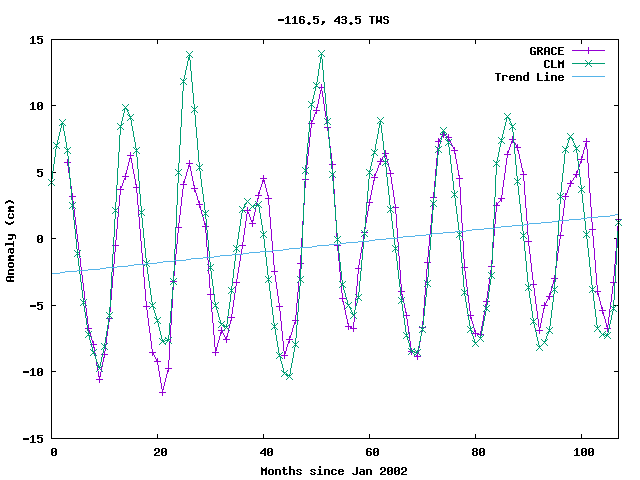 -116.5, 43.5 TWS
GRACE
CLM
Trend Line
15
10
5
0
-5
-10
-15
Anomaly (cm)
0 20 40 60 80 100
Months since Jan 2002